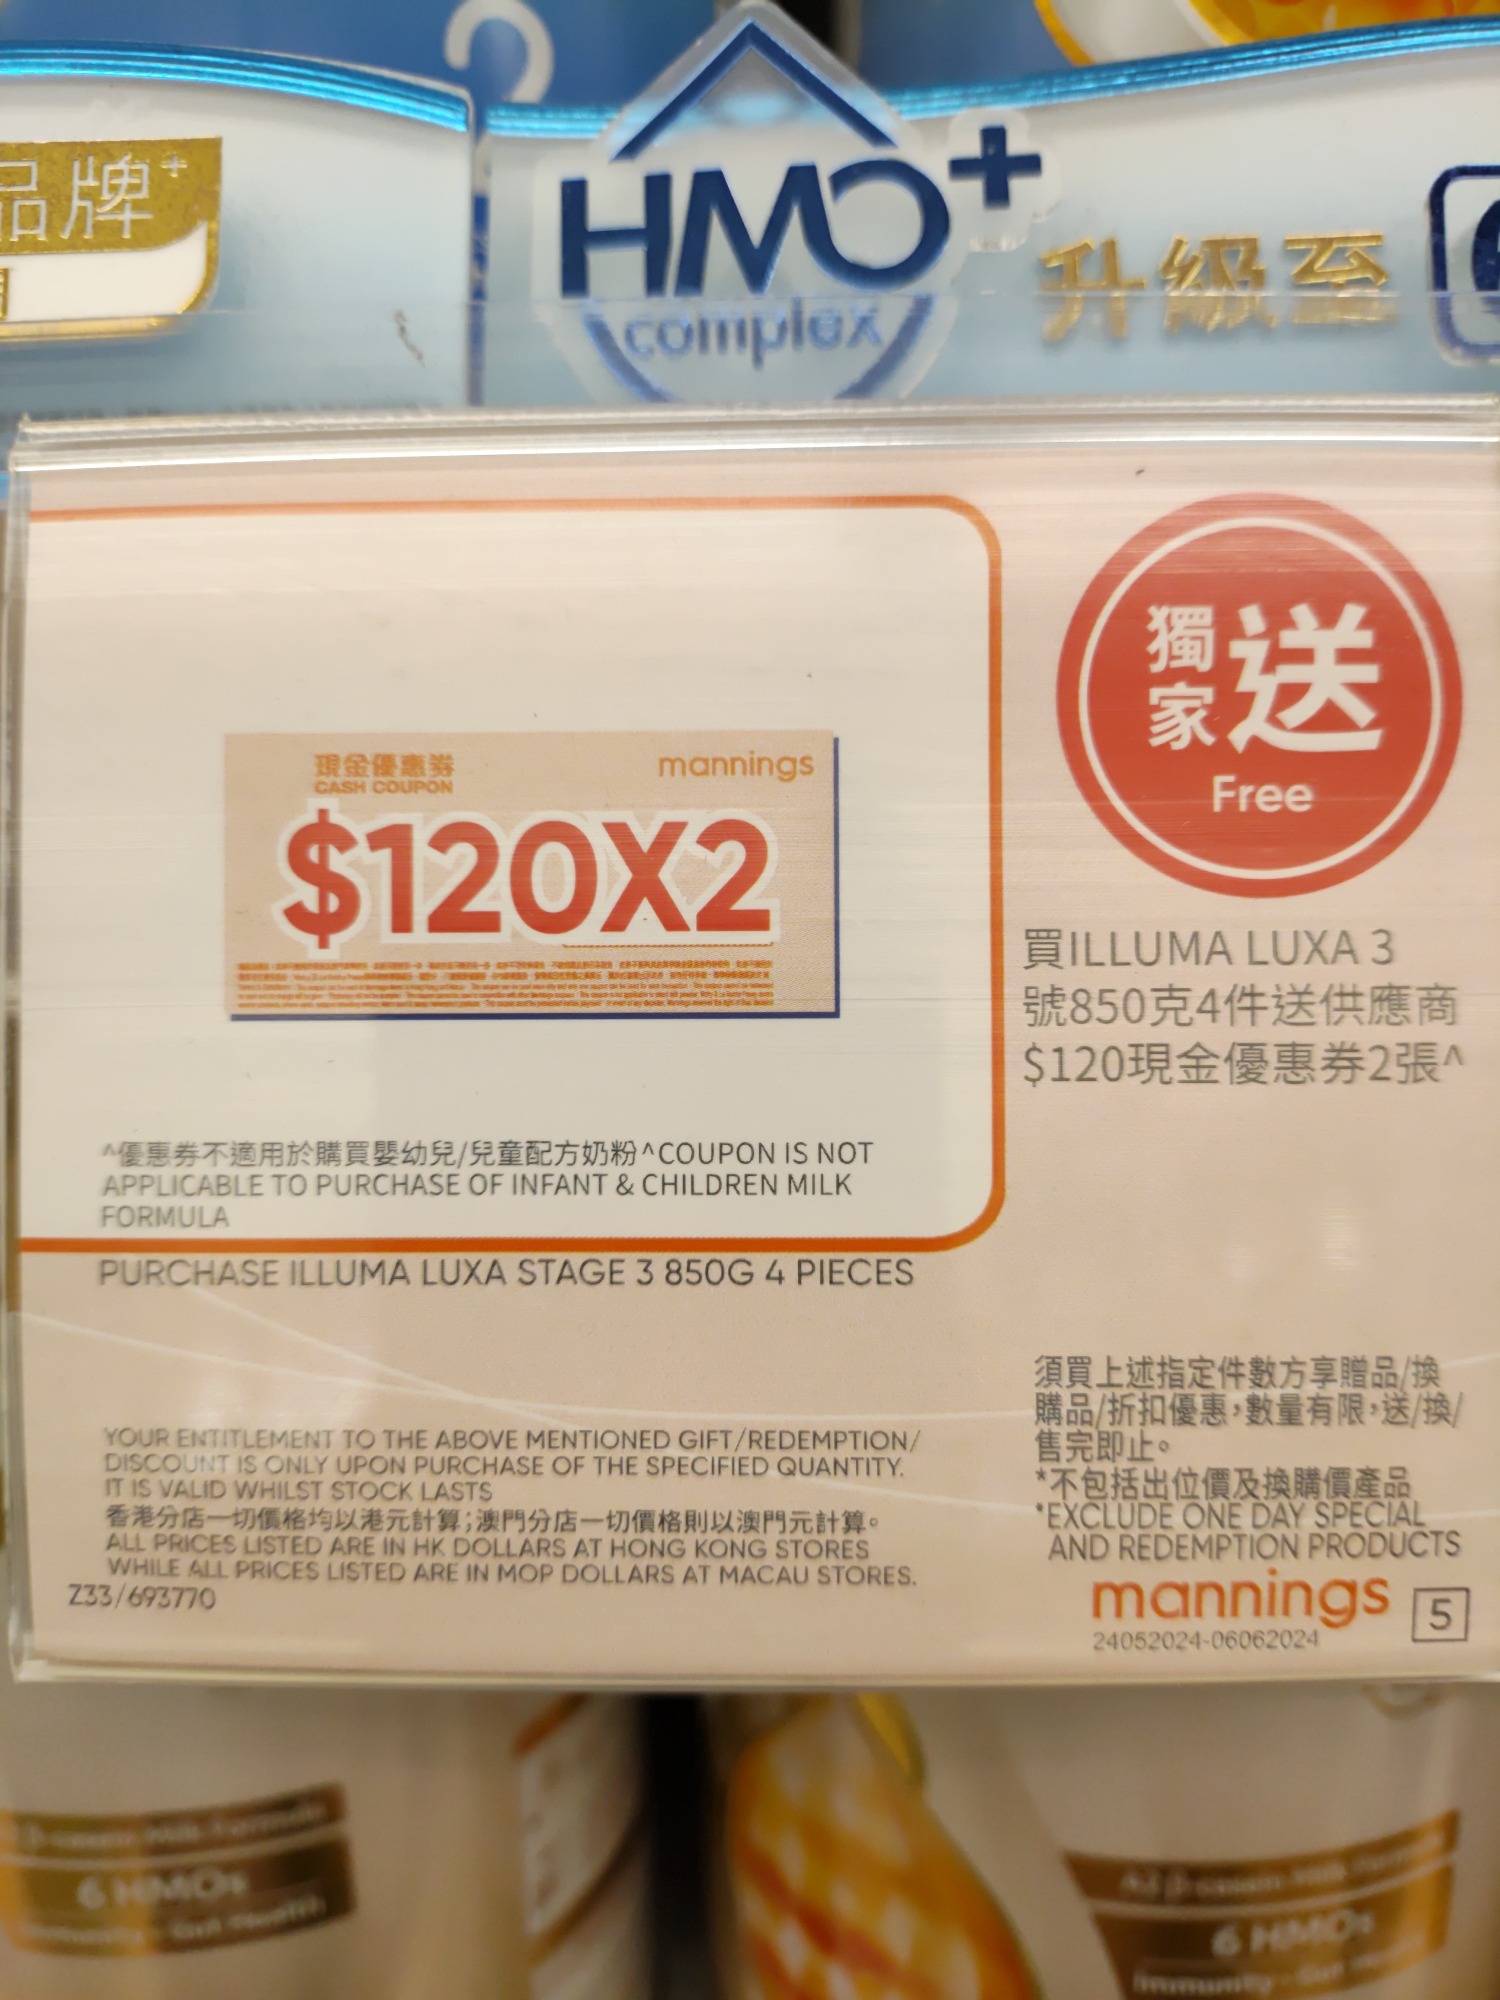 品牌+
HMO+
complex
升級至
獨家送
Free
現金優惠券
CASH COUPON
mannings
$120X2
買ILLUMA LUXA 3
號850克4件送供應商
$120現金優惠券2張^
^優惠券不適用於購買嬰幼兒/兒童配方奶粉^COUPON IS NOT
APPLICABLE TO PURCHASE OF INFANT & CHILDREN MILK
FORMULA
PURCHASE ILLUMA LUXA STAGE 3 850G 4 PIECES
須買上述指定件數方享贈品/換
購品/折扣優惠，數量有限，送/換/
售完即止。
*不包括出位價及換購價產品
*EXCLUDE ONE DAY SPECIAL
AND REDEMPTION PRODUCTS
YOUR ENTITLEMENT TO THE ABOVE MENTIONED GIFT/REDEMPTION/
DISCOUNT IS ONLY UPON PURCHASE OF THE SPECIFIED QUANTITY.
IT IS VALID WHILST STOCK LASTS
香港分店一切價格均以港元計算；澳門分店一切價格則以澳門元計算。
ALL PRICES LISTED ARE IN HK DOLLARS AT HONG KONG STORES
WHILE ALL PRICES LISTED ARE IN MOP DOLLARS AT MACAU STORES.
Z33/693770
mannings
5
24052024-06062024
6 HMOs
6 HMOs